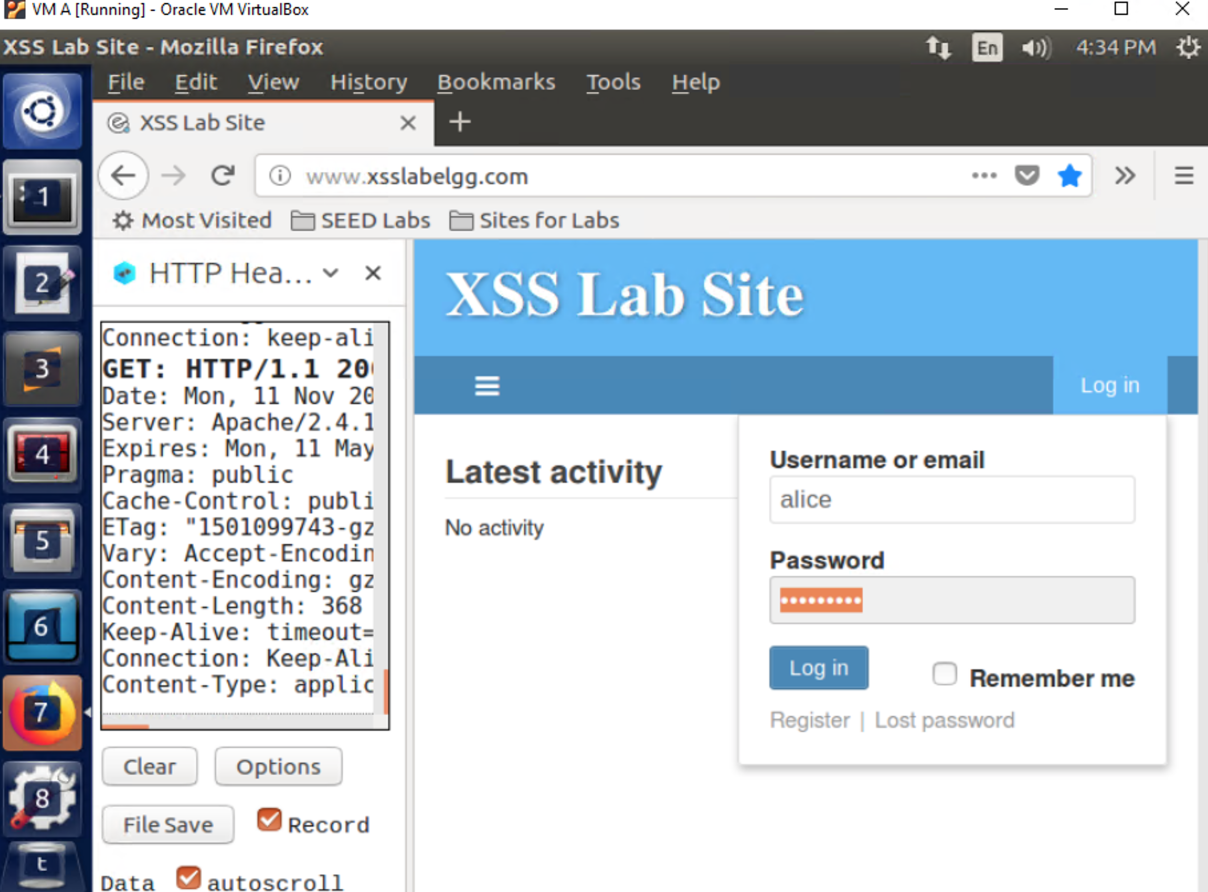 VM A [Running] - Oracle VM VirtualBox
XSS Lab Site - Mozilla Firefox
En
4:34 PM
File Edit View History Bookmarks Tools Help
XSS Lab Site
www.xsslabelgg.com
Most Visited SEED Labs Sites for Labs
1
2
3
4
5
6
7
8
t
HTTP Hea...
Connection: keep-ali
GET: HTTP/1.1 20
Date: Mon, 11 Nov 20
Server: Apache/2.4.1
Expires: Mon, 11 May
Pragma: public
Cache-Control: publi
ETag: "1501099743-gz
Vary: Accept-Encodin
Content-Encoding: gz
Content-Length: 368
Keep-Alive: timeout=
Connection: Keep-Ali
Content-Type: applic
Clear Options
File Save Record
Data autoscroll
XSS Lab Site
Log in
Latest activity
No activity
Username or email
alice
Password
Log in
Remember me
Register | Lost password